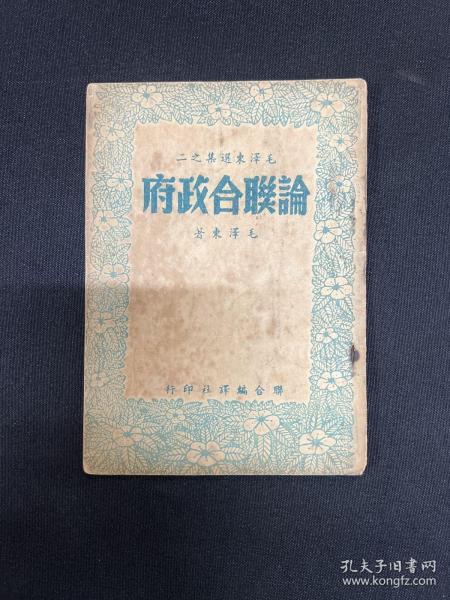 毛澤東選集之二
論聯合政府
毛澤東著
聯合編譯社印行
孔夫子旧书网
www.kongfz.com